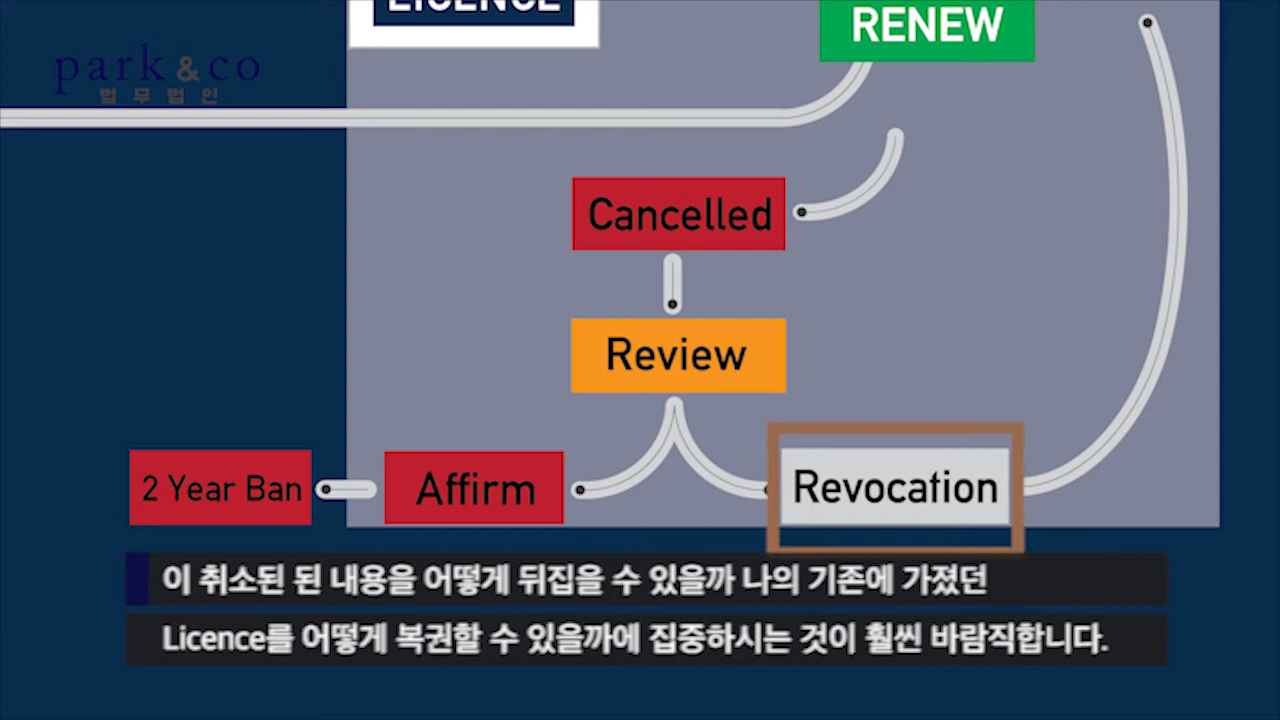 LICENCE
RENEW
park & co
법무법인
Cancelled
Review
2 Year Ban
Affirm
Revocation
이 취소된 된 내용을 어떻게 뒤집을 수 있을까 나의 기존에 가졌던
Licence를 어떻게 복권할 수 있을까에 집중하시는 것이 훨씬 바람직합니다.